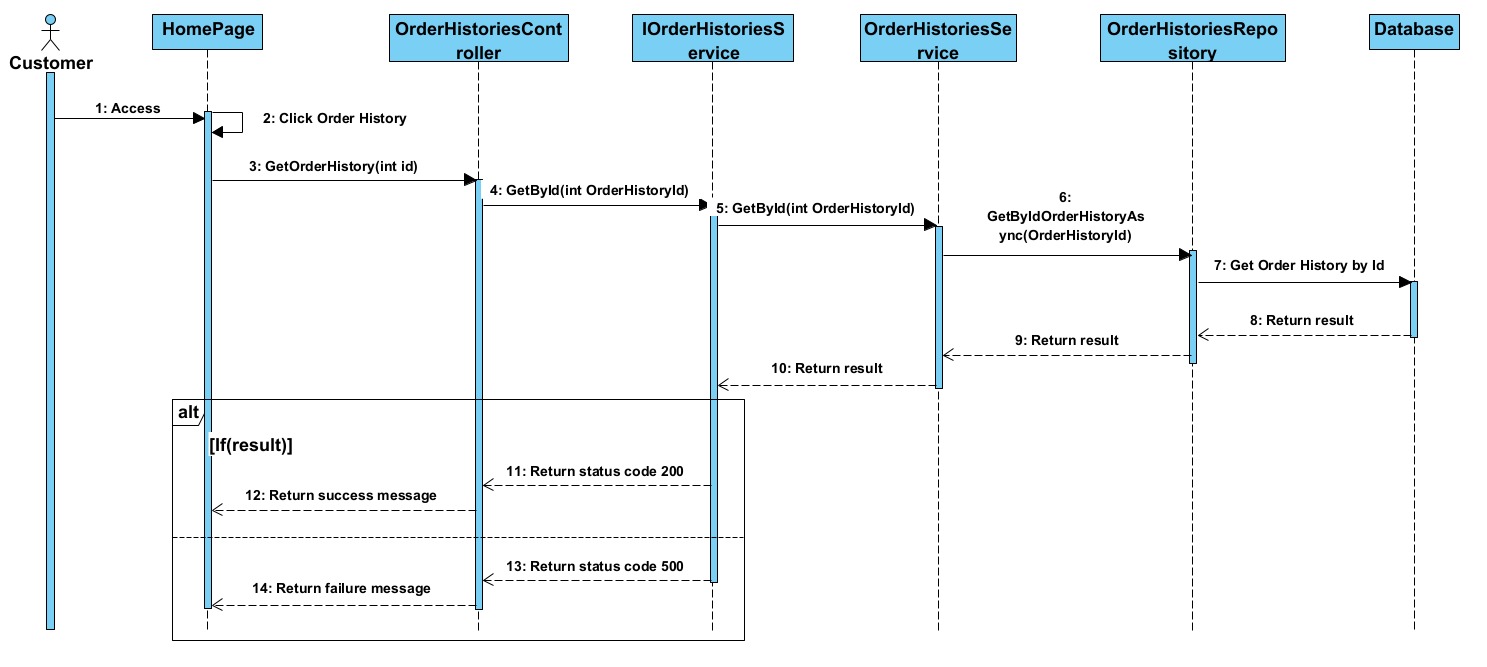 Customer
HomePage
OrderHistoriesCont
roller
IOrderHistoriesS
ervice
OrderHistoriesSe
rvice
OrderHistoriesRepo
sitory
Database
1: Access
2: Click Order History
3: GetOrderHistory(int id)
4: GetById(int OrderHistoryId)
5: GetById(int OrderHistoryId)
6:
GetByIdOrderHistoryAs
ync(OrderHistoryId)
7: Get Order History by Id
8: Return result
9: Return result
10: Return result
alt
[If(result)]
11: Return status code 200
12: Return success message
13: Return status code 500
14: Return failure message